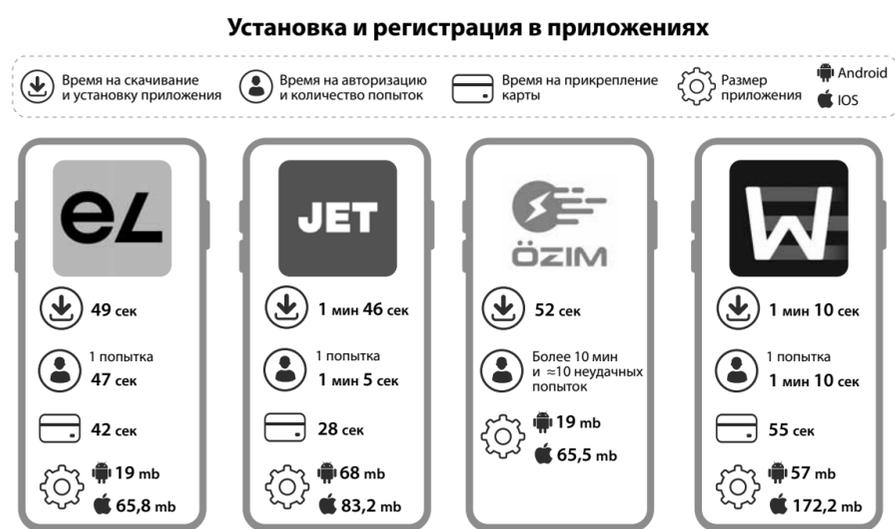 Установка и регистрация в приложениях
Время на скачивание
и установку приложения
Время на авторизацию
и количество попыток
Время на прикрепление
карты
Размер
приложения
Android
IOS
eL
49 сек
1 попытка
47 сек
42 сек
19 mb
65,8 mb
JET
1 мин 46 сек
1 попытка
1 мин 5 сек
28 сек
68 mb
83,2 mb
ÖZIM
52 сек
Более 10 мин
и ≈10 неудачных
попыток
19 mb
65,5 mb
W
1 мин 10 сек
1 попытка
1 мин 10 сек
55 сек
57 mb
172,2 mb